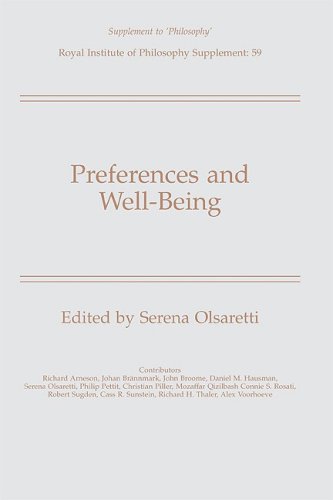 Supplement to 'Philosophy'
Royal Institute of Philosophy Supplement: 59
Preferences and
Well-Being
Edited by Serena Olsaretti
Contributors
Richard Arneson, Johan Brännmark, John Broome, Daniel M. Hausman,
Serena Olsaretti, Philip Pettit, Christian Piller, Mozaffar Qizilbash Connie S. Rosati,
Robert Sugden, Cass R. Sunstein, Richard H. Thaler, Alex Voorhoeve